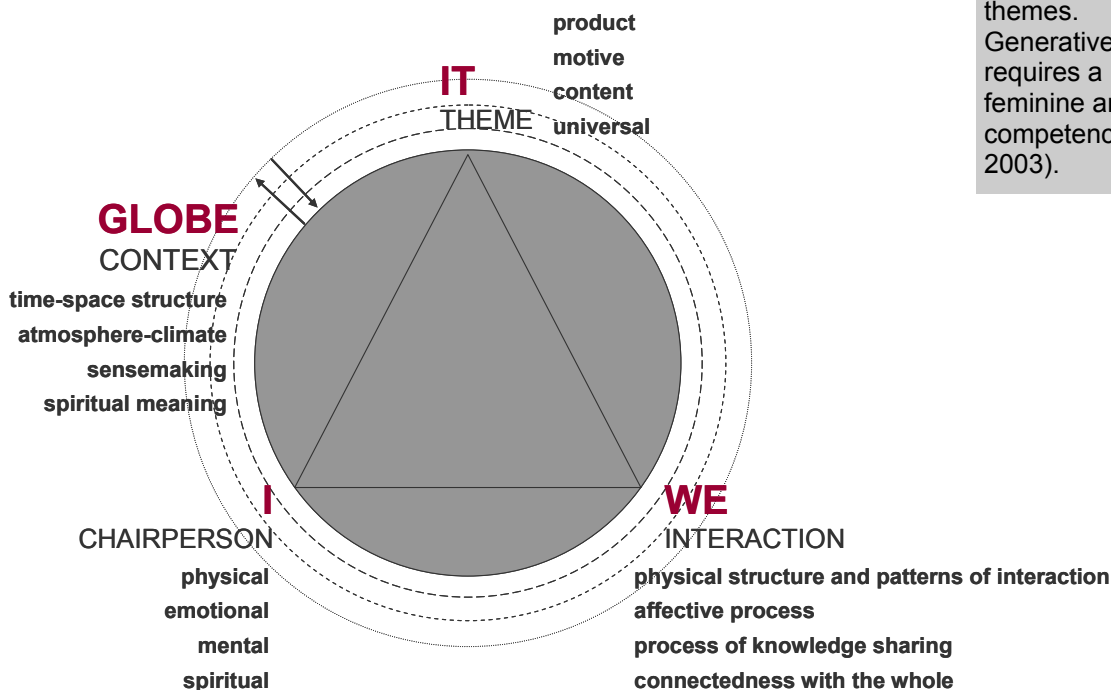 product
motive
content
universal
IT
THEME
GLOBE
CONTEXT
time-space structure
atmosphere-climate
sensemaking
spiritual meaning
I
CHAIRPERSON
physical
emotional
mental
spiritual
WE
INTERACTION
physical structure and patterns of interaction
affective process
process of knowledge sharing
connectedness with the whole
themes.
Generative
requires a
feminine
2003).